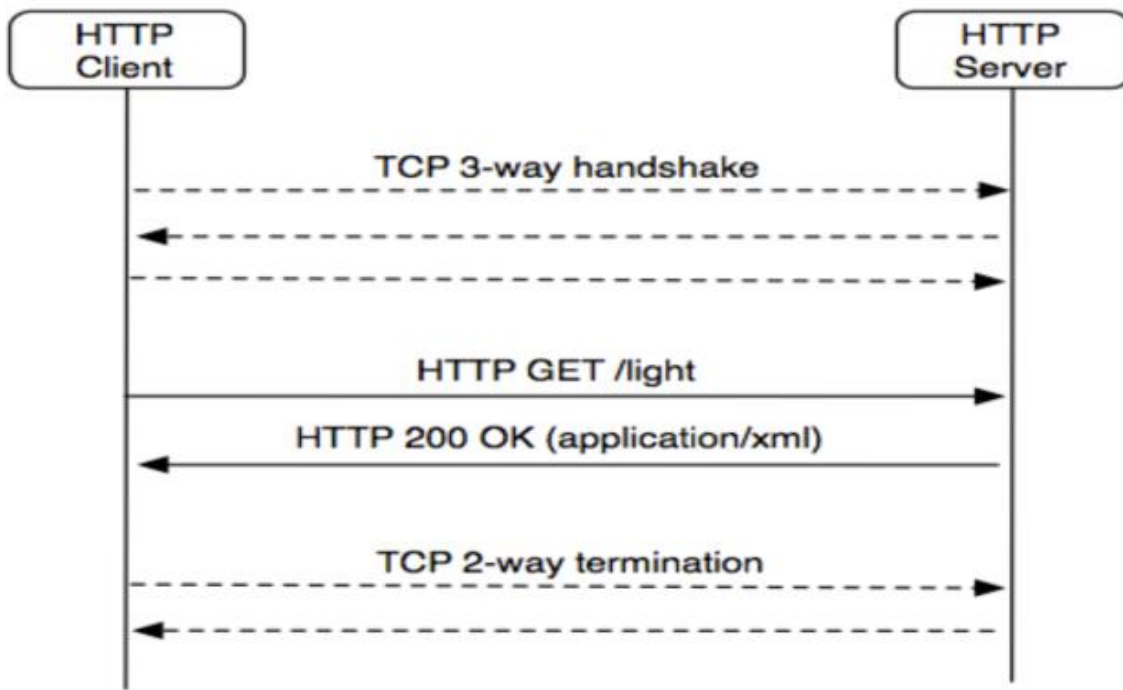 HTTP
Client
HTTP
Server
TCP 3-way handshake
HTTP GET /light
HTTP 200 OK (application/xml)
TCP 2-way termination